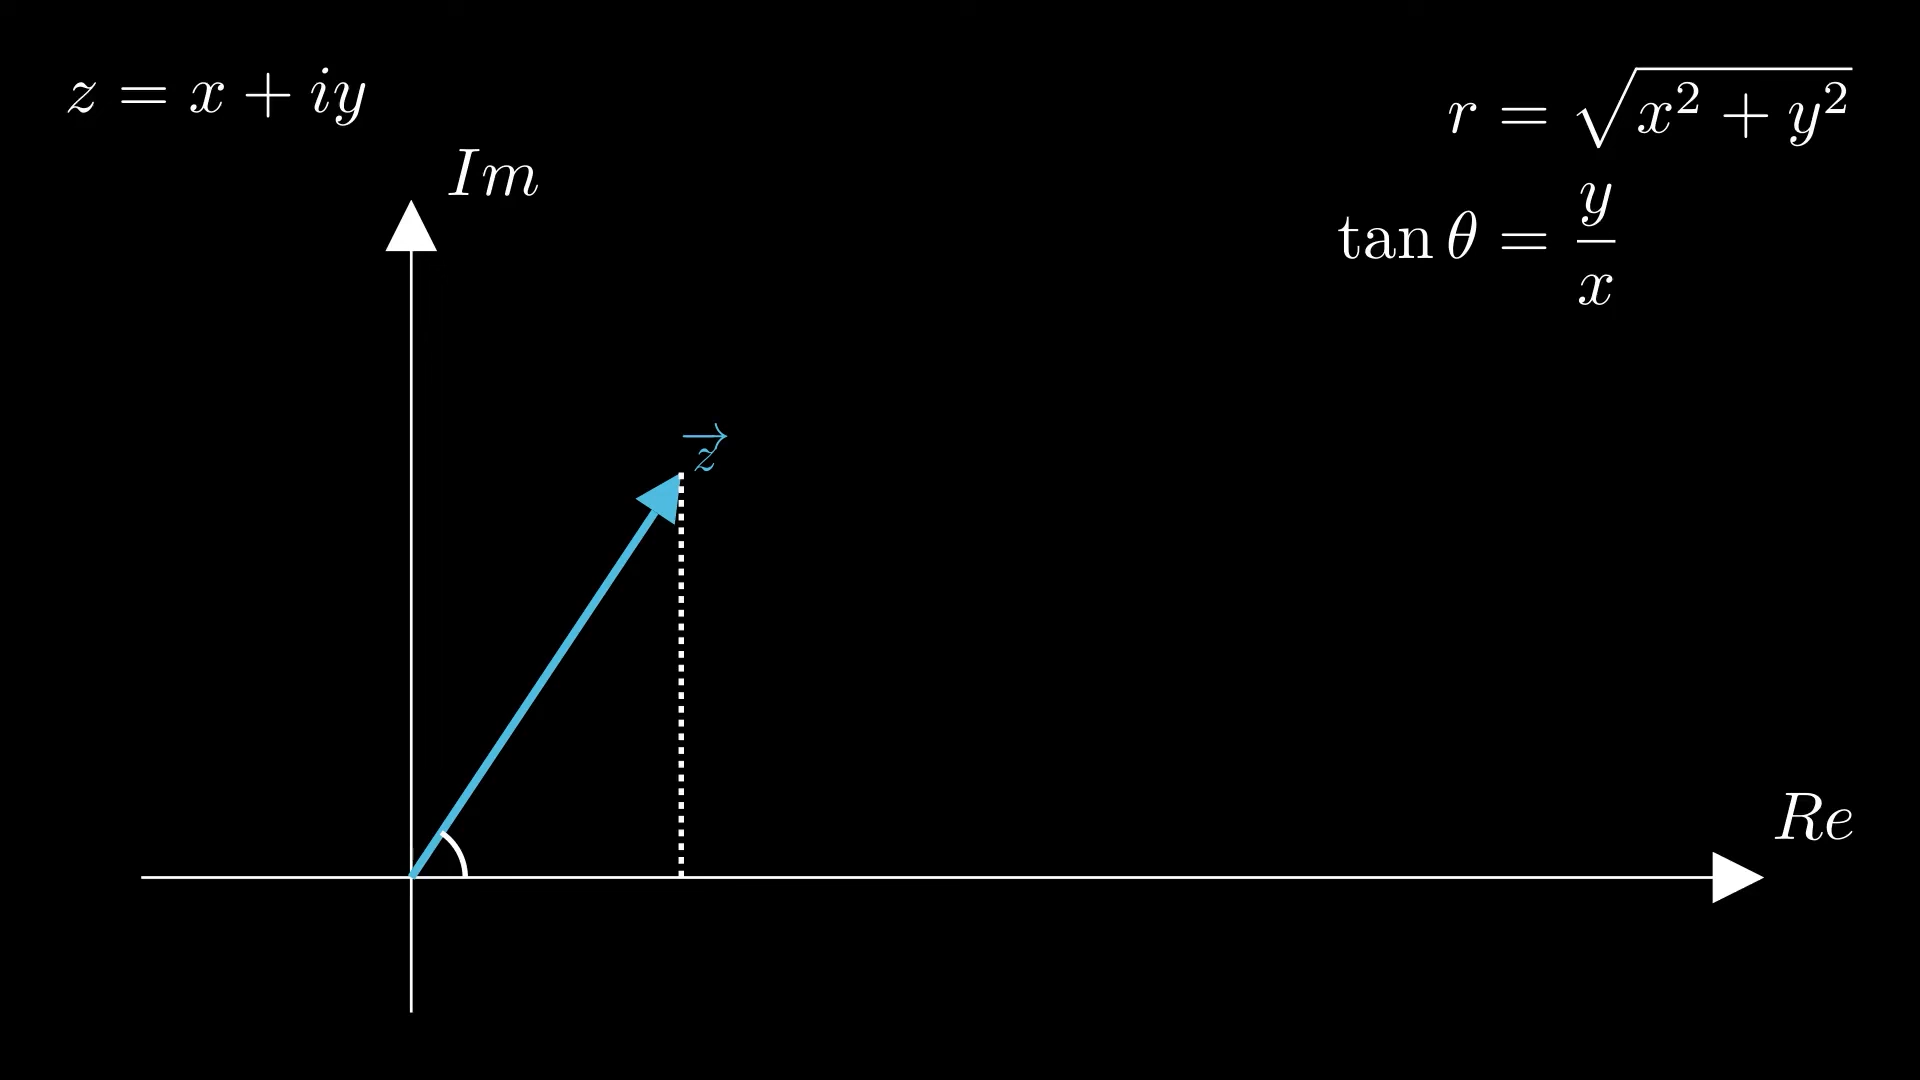 z = x + iy
r = √(x² + y²)
Im
tan θ = y/x
z⃗
Re